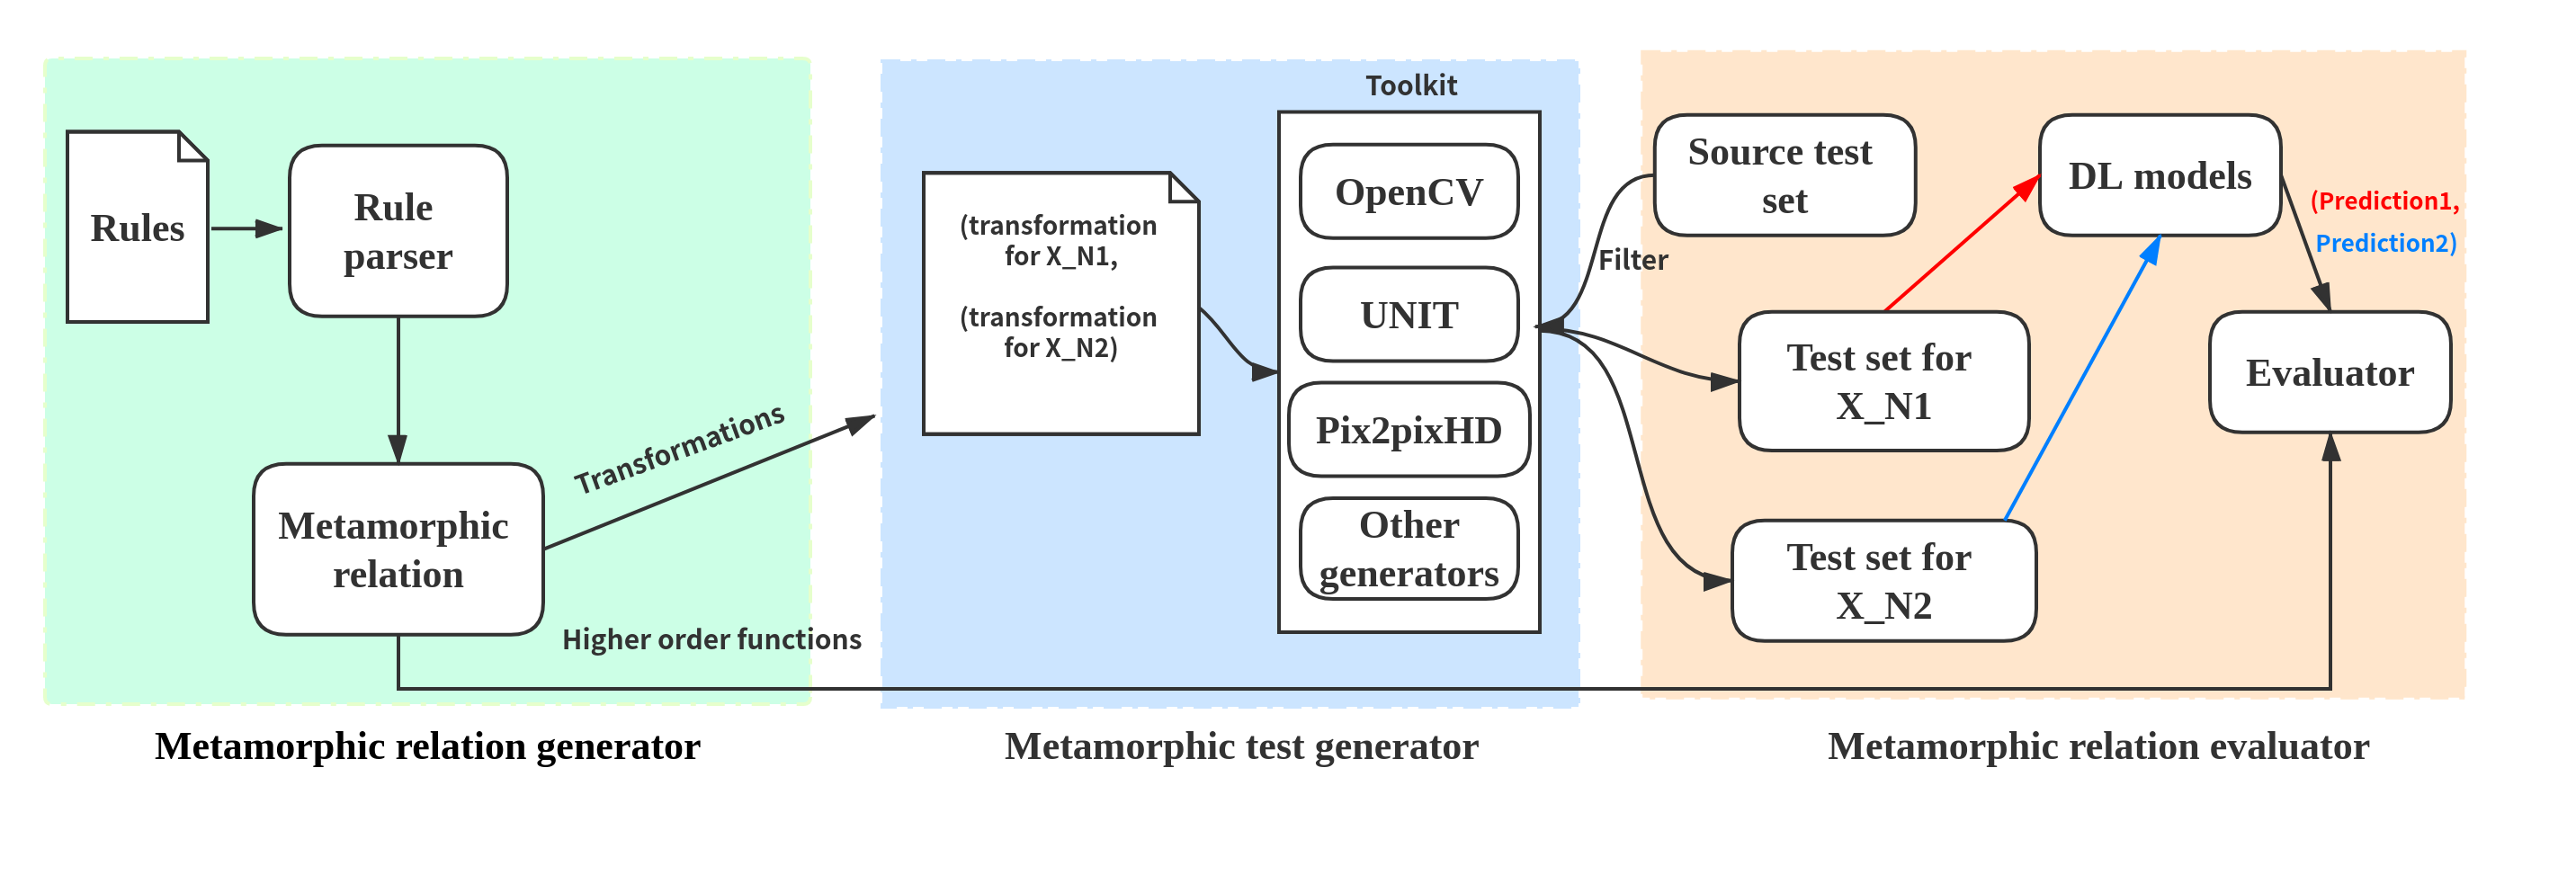 Rules
Rule
parser
Metamorphic
relation
Transformations
Higher order functions
Metamorphic relation generator
Toolkit
(transformation
for X_N1,
(transformation
for X_N2)
OpenCV
UNIT
Pix2pixHD
Other
generators
Metamorphic test generator
Filter
Source test
set
DL models
(Prediction1,
Prediction2)
Test set for
X_N1
Evaluator
Test set for
X_N2
Metamorphic relation evaluator